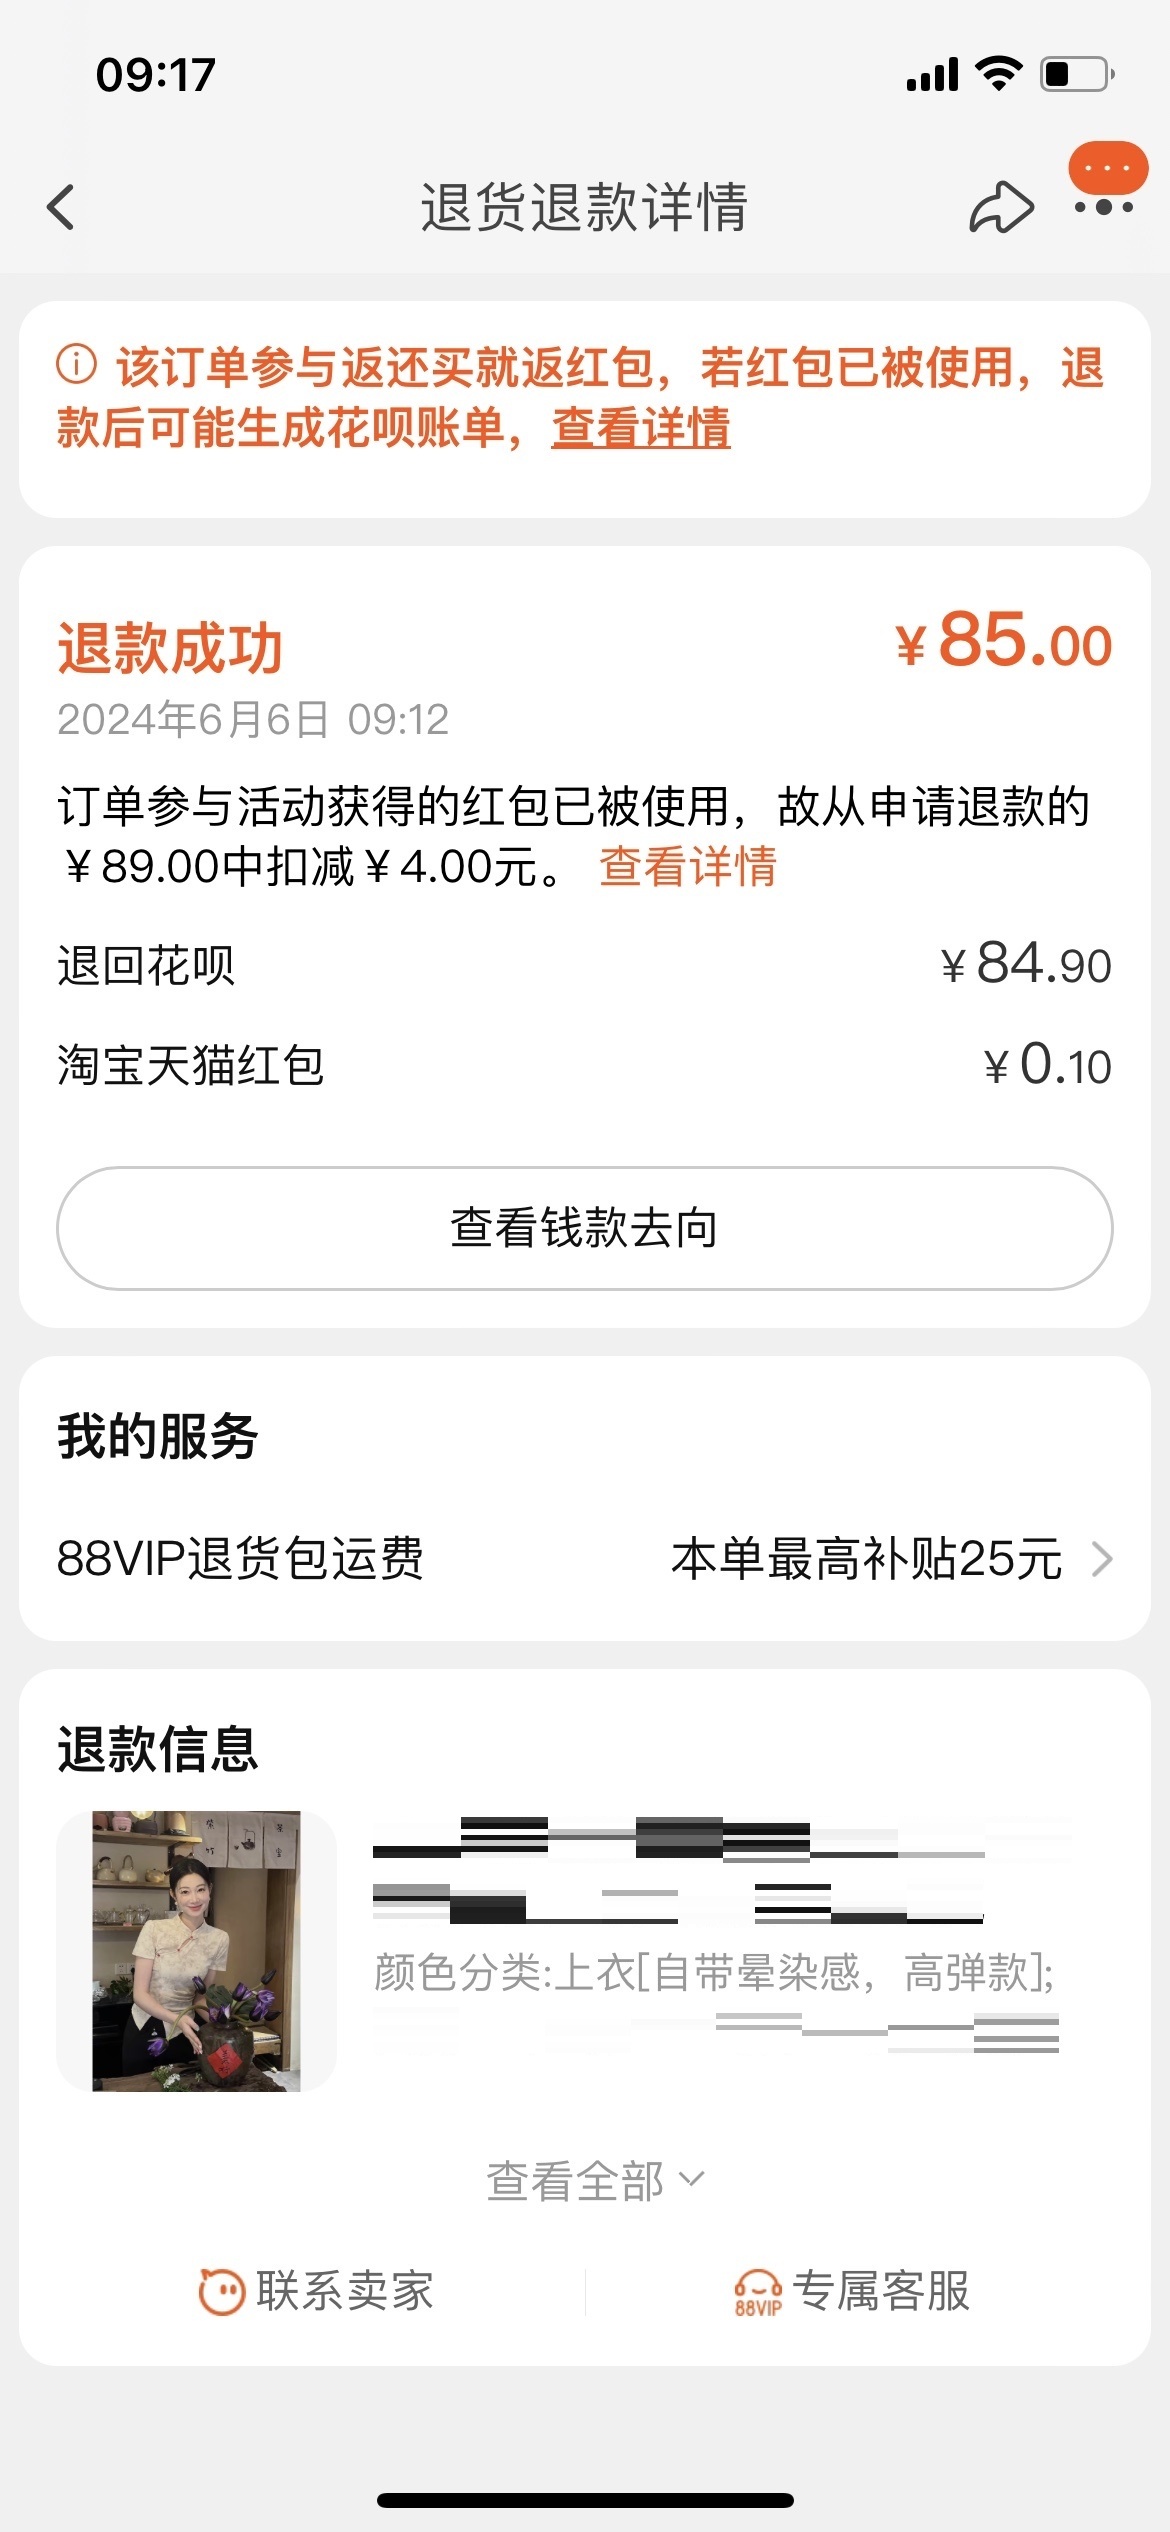 09:17
退货退款详情
该订单参与返还买就返红包，若红包已被使用，退
款后可能生成花呗账单，查看详情
退款成功
¥85.00
2024年6月6日 09:12
订单参与活动获得的红包已被使用，故从申请退款的
¥89.00中扣减¥4.00元。 查看详情
退回花呗
¥84.90
淘宝天猫红包
¥0.10
查看钱款去向
我的服务
88VIP退货包运费
本单最高补贴25元
退款信息
颜色分类:上衣[自带晕染感，高弹款];
查看全部
联系卖家
88VIP 专属客服